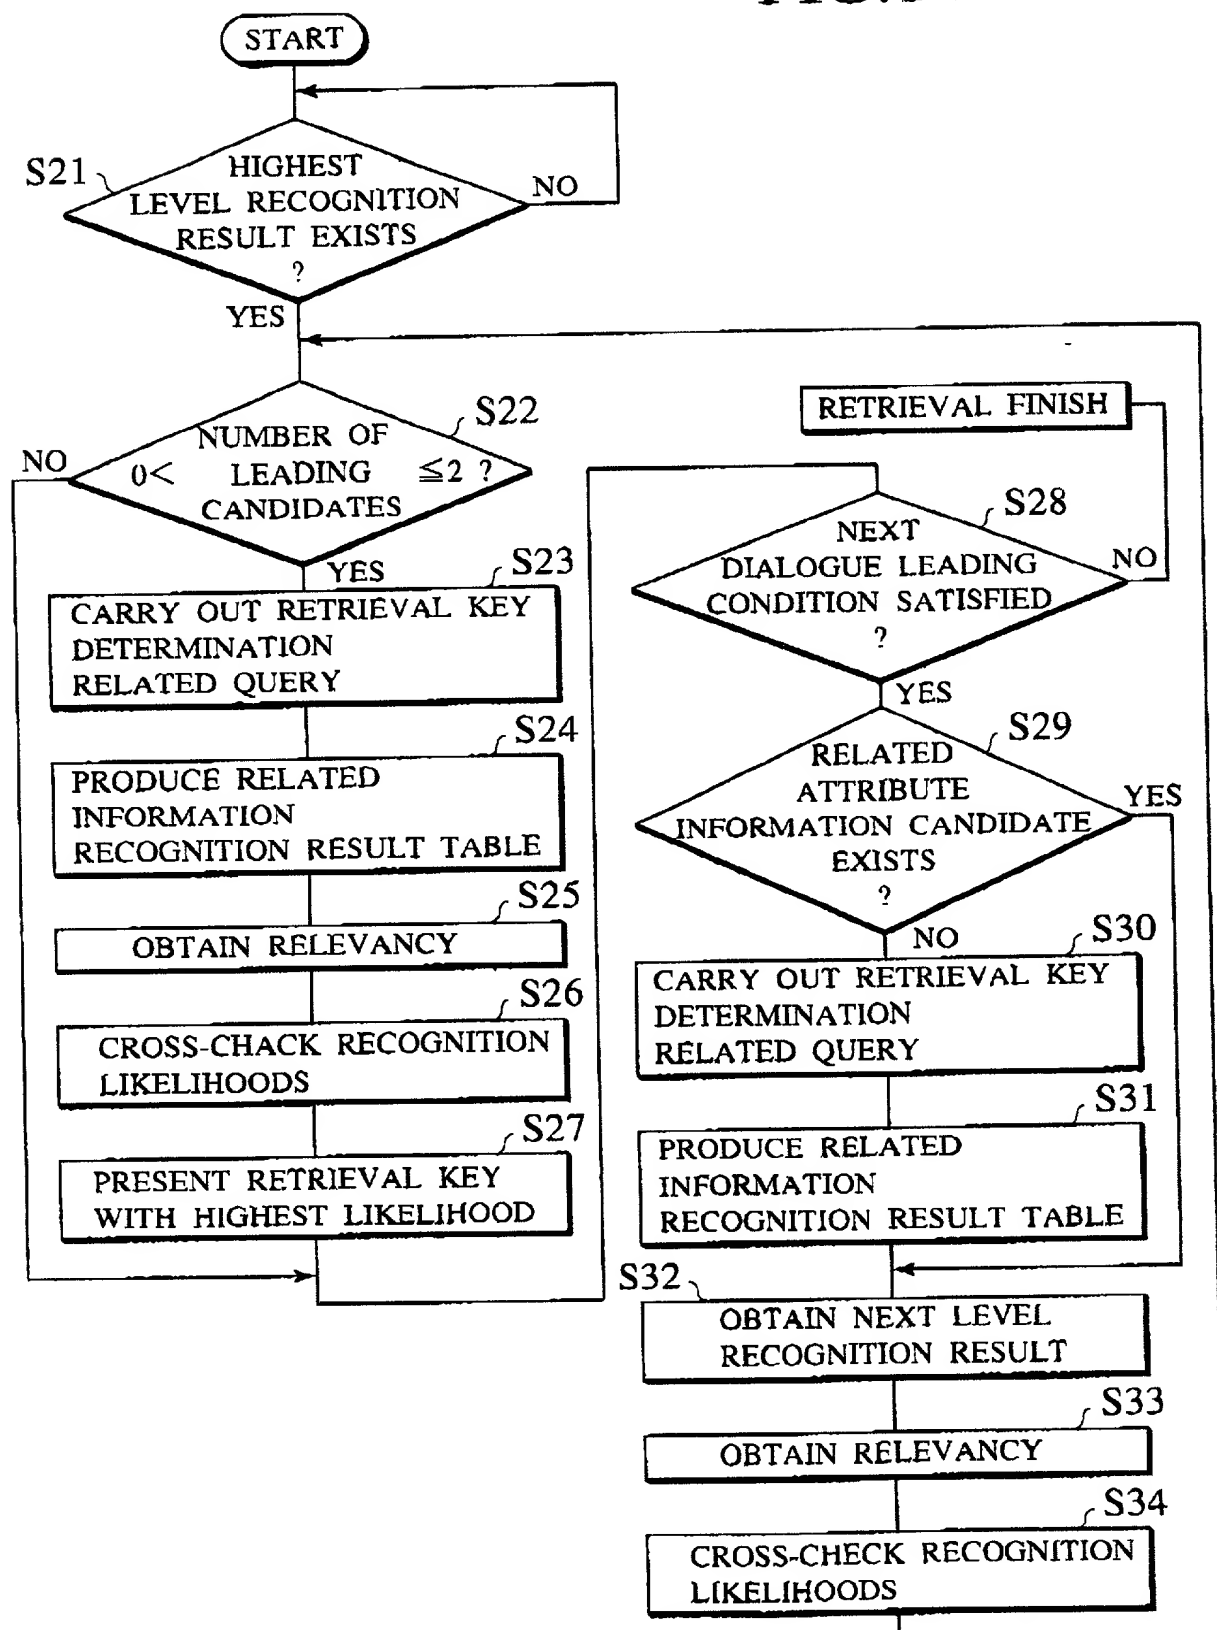 START
S21
HIGHEST
LEVEL RECOGNITION
RESULT EXISTS
?
NO
YES
S22
NUMBER OF
0< LEADING ≦2 ?
CANDIDATES
NO
YES
S23
CARRY OUT RETRIEVAL KEY
DETERMINATION
RELATED QUERY
S24
PRODUCE RELATED
INFORMATION
RECOGNITION RESULT TABLE
S25
OBTAIN RELEVANCY
S26
CROSS-CHACK RECOGNITION
LIKELIHOODS
S27
PRESENT RETRIEVAL KEY
WITH HIGHEST LIKELIHOOD
RETRIEVAL FINISH
S28
NEXT
DIALOGUE LEADING
CONDITION SATISFIED
?
NO
YES
S29
RELATED
ATTRIBUTE
INFORMATION CANDIDATE
EXISTS
?
YES
NO
S30
CARRY OUT RETRIEVAL KEY
DETERMINATION
RELATED QUERY
S31
PRODUCE RELATED
INFORMATION
RECOGNITION RESULT TABLE
S32
OBTAIN NEXT LEVEL
RECOGNITION RESULT
S33
OBTAIN RELEVANCY
S34
CROSS-CHECK RECOGNITION
LIKELIHOODS